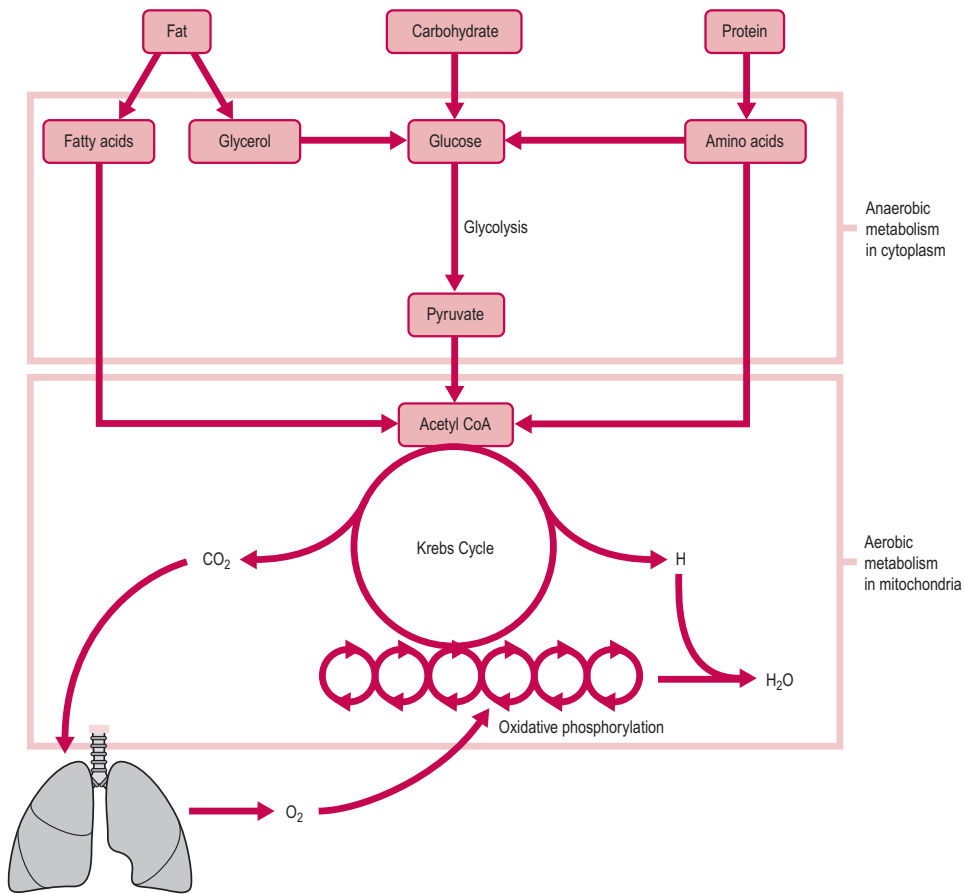 Fat
Carbohydrate
Protein
Fatty acids
Glycerol
Glucose
Amino acids
Anaerobic
metabolism
in cytoplasm
Glycolysis
Pyruvate
Acetyl CoA
Krebs Cycle
CO₂
H
Aerobic
metabolism
in mitochondria
H₂O
Oxidative phosphorylation
O₂